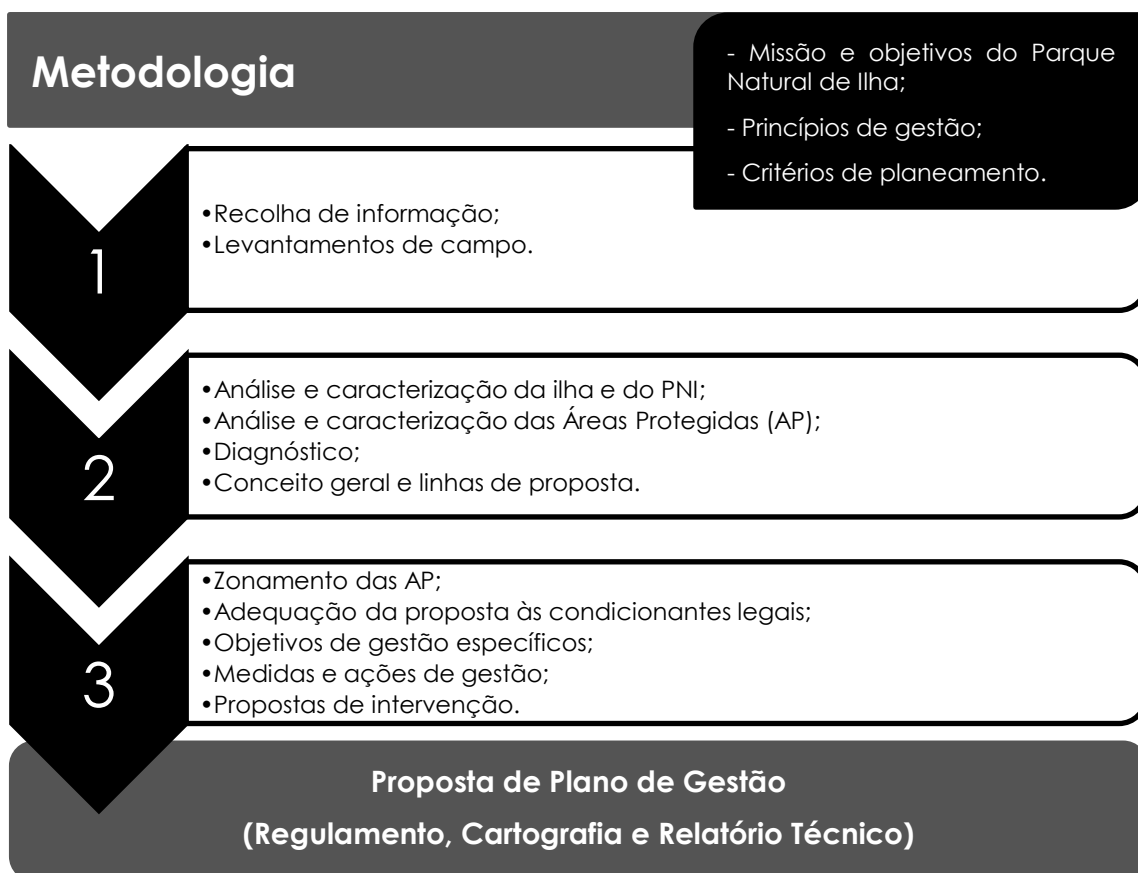 Metodologia
- Missão e objetivos do Parque
Natural de Ilha;
- Princípios de gestão;
- Critérios de planeamento.
1
•Recolha de informação;
•Levantamentos de campo.
2
•Análise e caracterização da ilha e do PNI;
•Análise e caracterização das Áreas Protegidas (AP);
•Diagnóstico;
•Conceito geral e linhas de proposta.
3
•Zonamento das AP;
•Adequação da proposta às condicionantes legais;
•Objetivos de gestão específicos;
•Medidas e ações de gestão;
•Propostas de intervenção.
Proposta de Plano de Gestão
(Regulamento, Cartografia e Relatório Técnico)